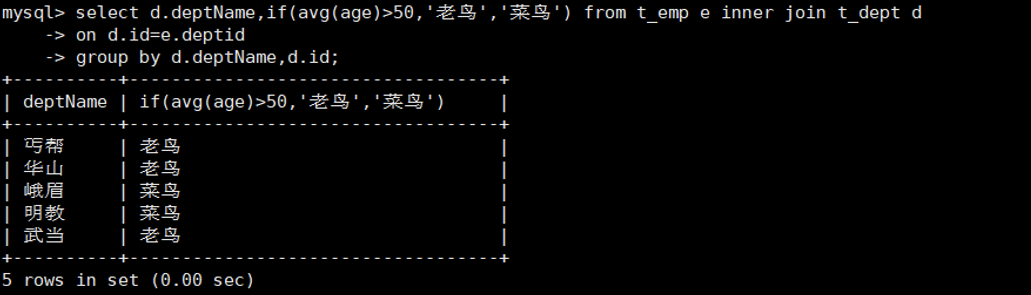 mysql> select d.deptName,if(avg(age)>50,'老鸟','菜鸟') from t_emp e inner join t_dept d
    -> on d.id=e.deptid
    -> group by d.deptName,d.id;
+----------+-----------------------------------+
| deptName | if(avg(age)>50,'老鸟','菜鸟')     |
+----------+-----------------------------------+
| 丐帮     | 老鸟                              |
| 华山     | 老鸟                              |
| 峨眉     | 菜鸟                              |
| 明教     | 菜鸟                              |
| 武当     | 老鸟                              |
+----------+-----------------------------------+
5 rows in set (0.00 sec)